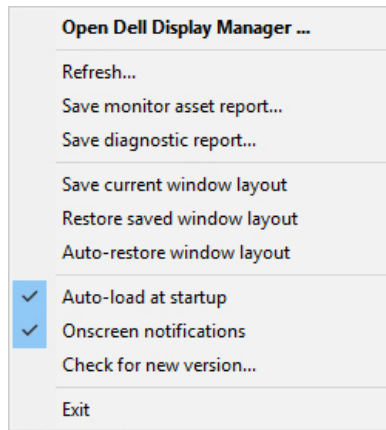 Open Dell Display Manager ...
Refresh...
Save monitor asset report...
Save diagnostic report...
Save current window layout
Restore saved window layout
Auto-restore window layout
Auto-load at startup
Onscreen notifications
Check for new version...
Exit